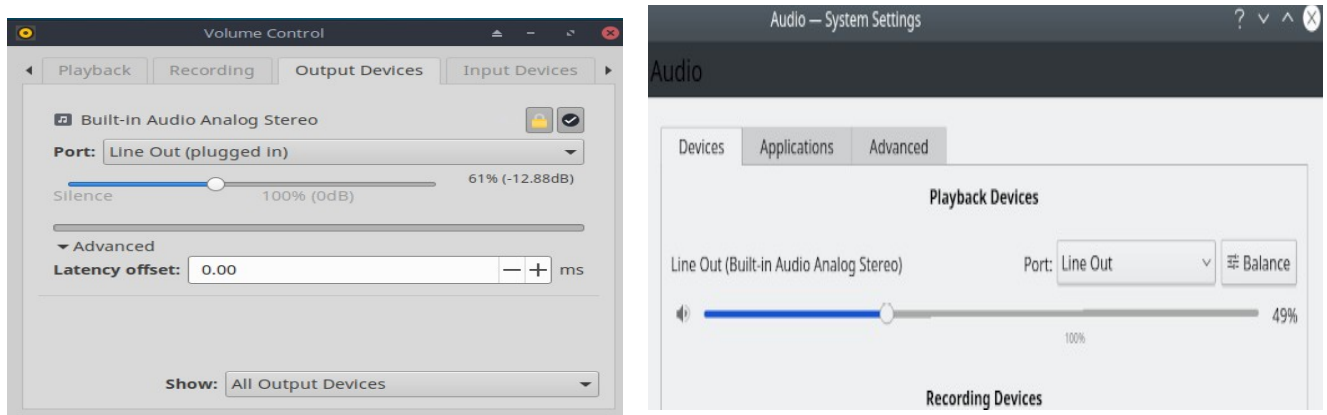 Volume Control
Playback Recording Output Devices Input Devices
Built-in Audio Analog Stereo
Port: Line Out (plugged in)
61% (-12.88dB)
Silence 100% (0dB)
Advanced
Latency offset: 0.00 ms
Show: All Output Devices
Audio — System Settings
Audio
Devices Applications Advanced
Playback Devices
Line Out (Built-in Audio Analog Stereo) Port: Line Out Balance
49%
100%
Recording Devices